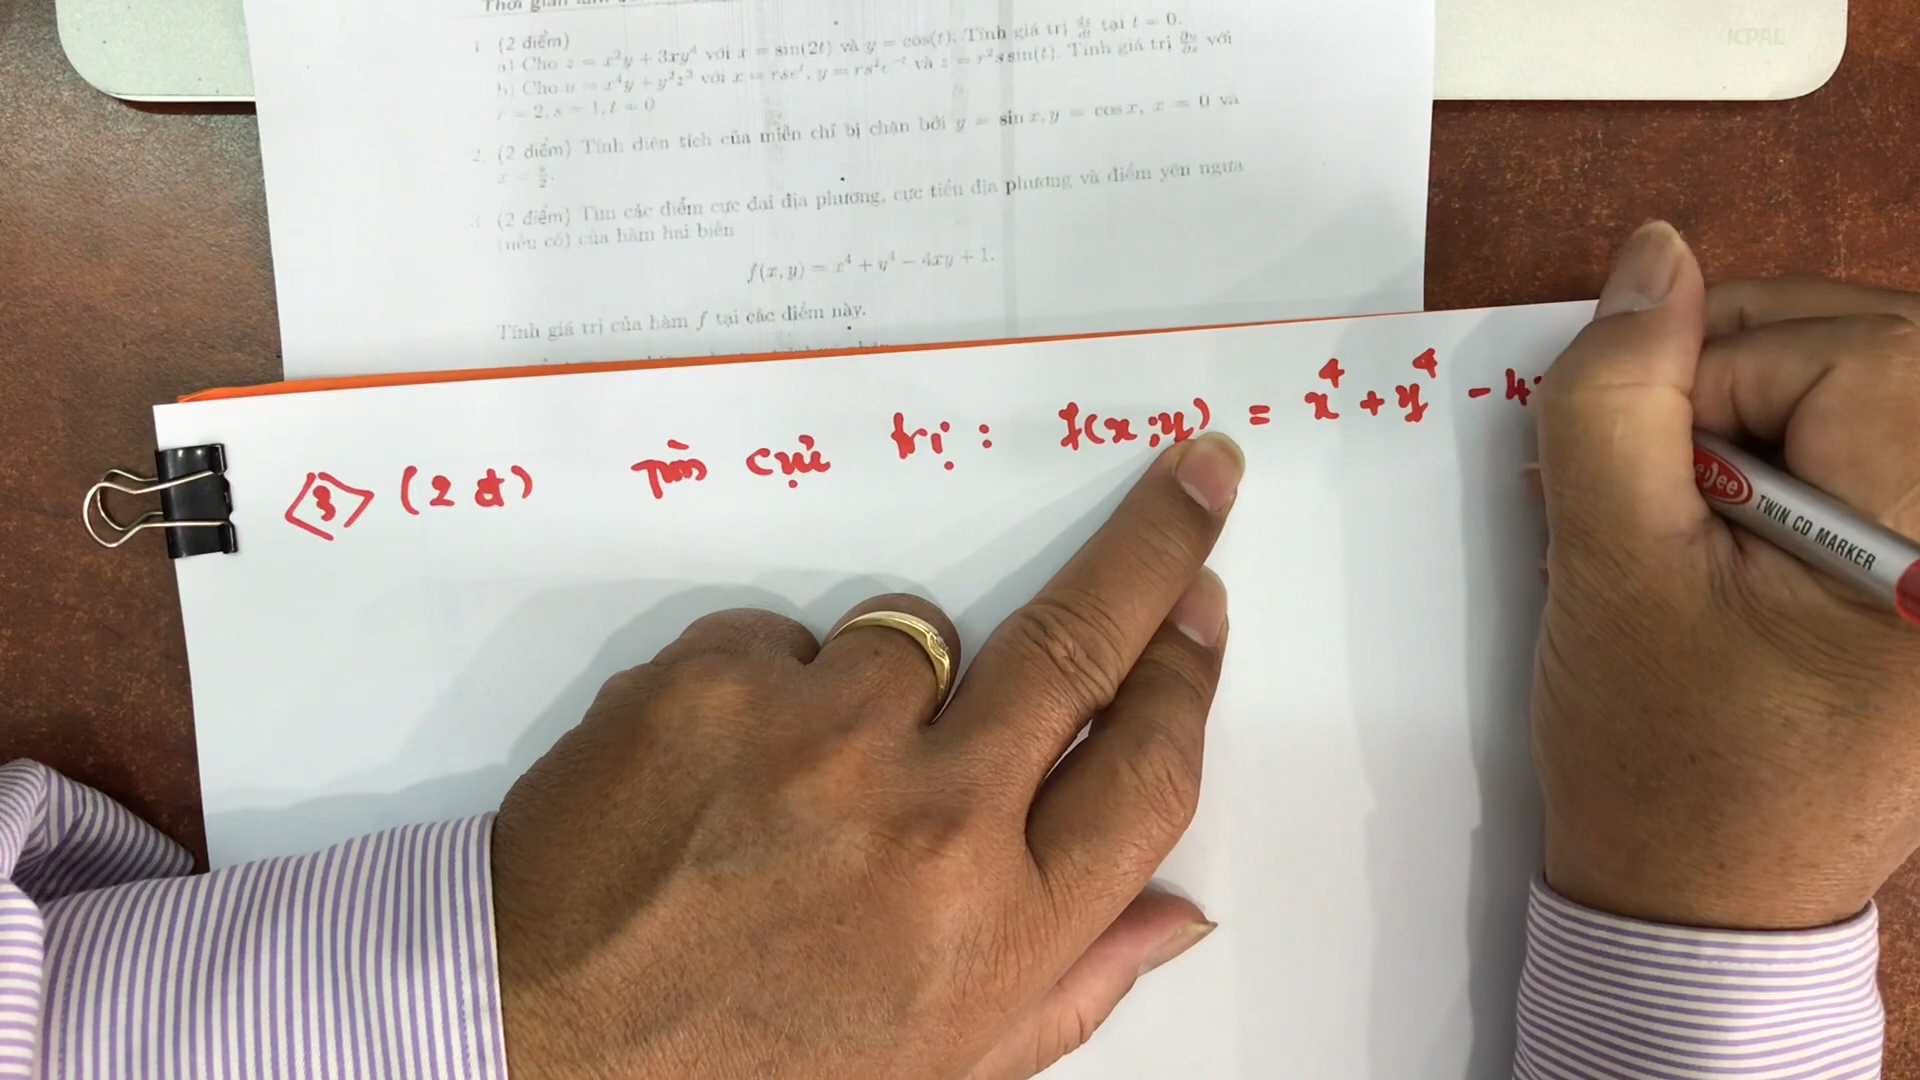 ICPAL
1. (2 điểm)
a) Cho z = x²y + 3xy⁴ với x = sin(2t) và y = cos(t). Tính giá trị dz/dt tại t = 0.
b) Cho u = x⁴y + y²z³ với x = rseᵗ, y = rs²e⁻ᵗ và z = r²s sin(t). Tính giá trị ∂u/∂s với
r = 2, s = 1, t = 0
2. (2 điểm) Tính diện tích của miền chỉ bị chặn bởi y = sin x, y = cos x, x = 0 và
x = π/2.
3. (2 điểm) Tìm các điểm cực đại địa phương, cực tiểu địa phương và điểm yên ngựa
(nếu có) của hàm hai biến
f(x, y) = x⁴ + y⁴ − 4xy + 1.
Tính giá trị của hàm f tại các điểm này.
<3> (2 đ) Tìm cực trị : f(x;y) = x⁴ + y⁴ - 4
TWIN CD MARKER